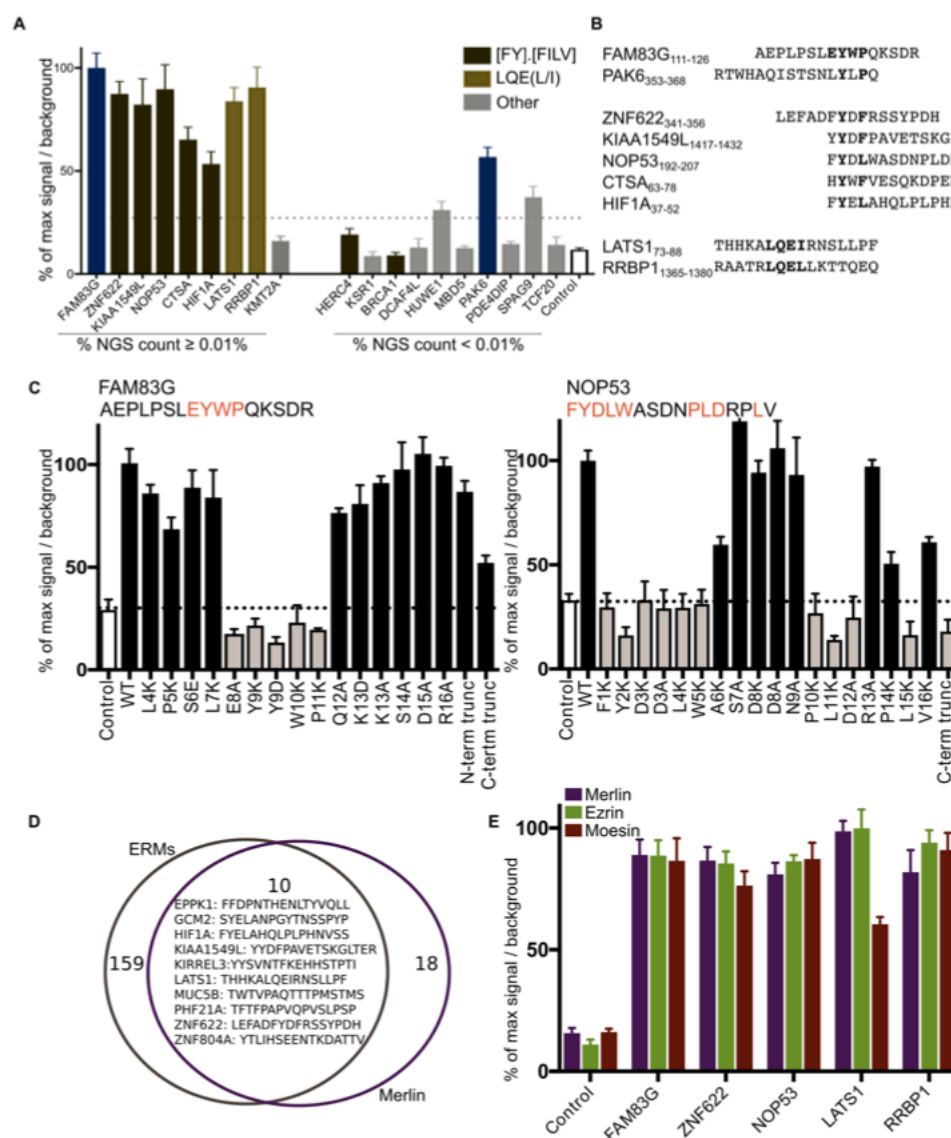 A
% of max signal / background
100
50
0
[FY].[FILV]
LQE(L/I)
Other
FAM83G
ZNF622
KIAA1549L
NOP53
CTSA
HIF1A
LATS1
RRBP1
KMT2A
HERC4
KSR1
BRCA1
DCAF4L
HUWE1
MBD5
PAK6
PDE4DIP
SPAG9
TCF20
Control
% NGS count ≥ 0.01%
% NGS count < 0.01%
B
FAM83G111-126 AEPLPSLEYWPQKSDR
PAK6353-368 RTWHAQISTSNLYLPQ
ZNF622341-356 LEFADFYDFRSSYPDH
KIAA1549L1417-1432 YYDFPAVETSKG
NOP53192-207 FYDLWASDNPLD
CTSA63-78 HYWFVESQKDPE
HIF1A37-52 FYELAHQLPLPH
LATS173-88 THHKALQEIRNSLLPF
RRBP11365-1380 RAATRLQELLKTTQEQ
C
FAM83G
AEPLPSLEYWPQKSDR
% of max signal / background
100
50
0
Control
WT
L4K
P5K
S6E
L7K
E8A
Y9K
Y9D
W10K
P11K
Q12A
K13D
K13A
S14A
D15A
R16A
N-term trunc
C-tertm trunc
NOP53
FYDLWASDNPLDRPLV
% of max signal / background
100
50
0
Control
WT
F1K
Y2K
D3K
D3A
L4K
W5K
A6K
S7A
D8K
D8A
N9A
P10K
L11K
D12A
R13A
P14K
L15K
V16K
C-term trunc
D
ERMs
10
EPPK1: FFDPNTHENLTYVQLL
GCM2: SYELANPGYTNSSPYP
HIF1A: FYELAHQLPLPHNVSS
KIAA1549L: YYDFPAVETSKGLTER
KIRREL3:YYSVNTFKEHHSTPTI
LATS1: THHKALQEIRNSLLPF
MUC5B: TWTVPAQTTTPMSTMS
PHF21A: TFTFPAPVQPVSLPSP
ZNF622: LEFADFYDFRSSYPDH
ZNF804A: YTLIHSEENTKDATTV
159
18
Merlin
E
% of max signal / background
100
50
0
Merlin
Ezrin
Moesin
Control
FAM83G
ZNF622
NOP53
LATS1
RRBP1